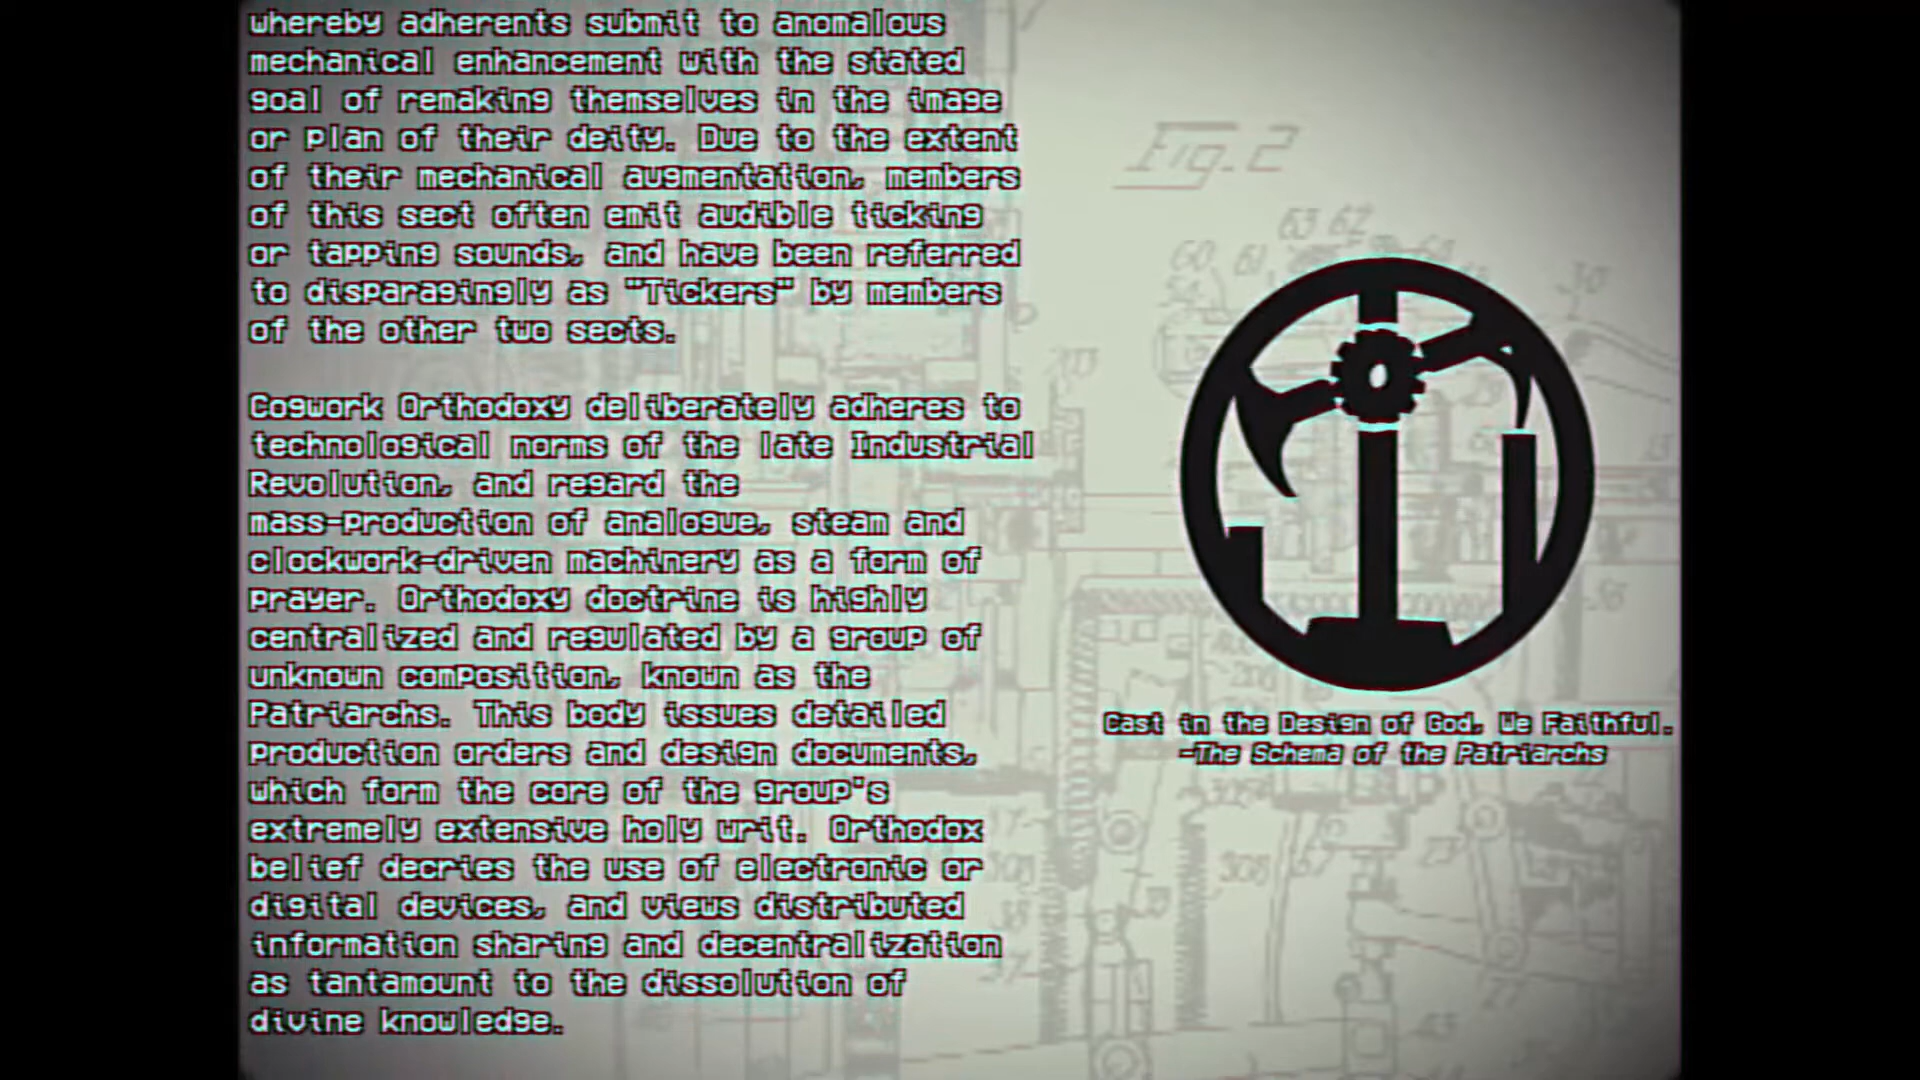 whereby adherents submit to anomalous
mechanical enhancement with the stated
goal of remaking themselves in the image
or plan of their deity. Due to the extent
of their mechanical augmentation, members
of this sect often emit audible ticking
or tapping sounds, and have been referred
to disparagingly as "Tickers" by members
of the other two sects.
Cogwork Orthodoxy deliberately adheres to
technological norms of the late Industrial
Revolution, and regard the
mass-production of analogue, steam and
clockwork-driven machinery as a form of
prayer. Orthodoxy doctrine is highly
centralized and regulated by a group of
unknown composition, known as the
Patriarchs. This body issues detailed
production orders and design documents,
which form the core of the group's
extremely extensive holy writ. Orthodox
belief decries the use of electronic or
digital devices, and views distributed
information sharing and decentralization
as tantamount to the dissolution of
divine knowledge.
Fig. 2
63 62
60 61
Cast in the Design of God, We Faithful.
-The Schema of the Patriarchs